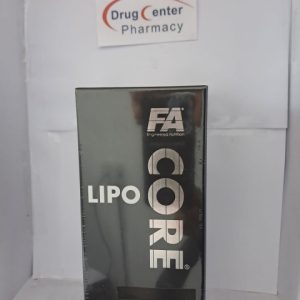 Drug Center
Pharmacy
FA
Engineered Nutrition
LIPO
CORE®